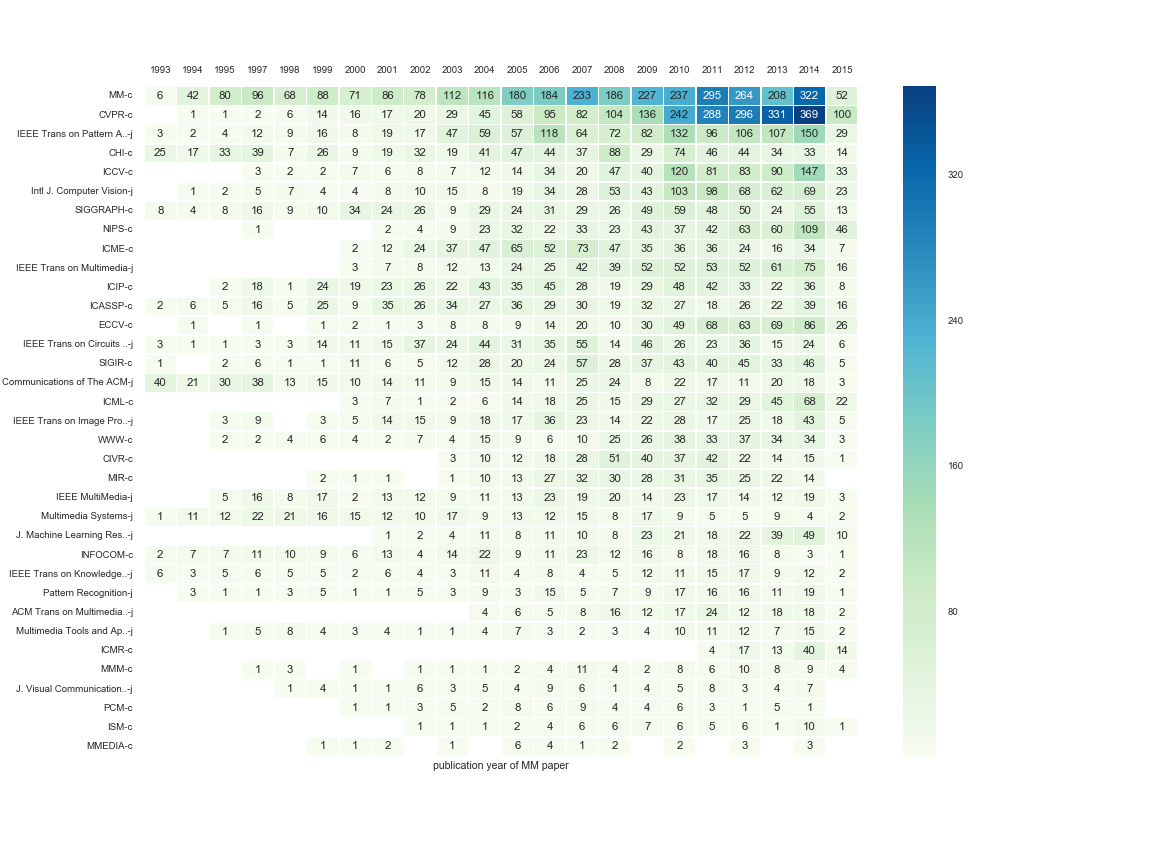 1993 1994 1995 1997 1998 1999 2000 2001 2002 2003 2004 2005 2006 2007 2008 2009 2010 2011 2012 2013 2014 2015
MM-c 6 42 80 96 68 88 71 86 78 112 116 180 184 233 186 227 237 295 264 208 322 52
CVPR-c 1 1 2 6 14 16 17 20 29 45 58 95 82 104 136 242 288 296 331 369 100
IEEE Trans on Pattern A..-j 3 2 4 12 9 16 8 19 17 47 59 57 118 64 72 82 132 96 106 107 150 29
CHI-c 25 17 33 39 7 26 9 19 32 19 41 47 44 37 88 29 74 46 44 34 33 14
ICCV-c 3 2 2 7 6 8 7 12 14 34 20 47 40 120 81 83 90 147 33
320
Intl J. Computer Vision-j 1 2 5 7 4 4 8 10 15 8 19 34 28 53 43 103 98 68 62 69 23
SIGGRAPH-c 8 4 8 16 9 10 34 24 26 9 29 24 31 29 26 49 59 48 50 24 55 13
NIPS-c 1 2 4 9 23 32 22 33 23 43 37 42 63 60 109 46
ICME-c 2 12 24 37 47 65 52 73 47 35 36 36 24 16 34 7
IEEE Trans on Multimedia-j 3 7 8 12 13 24 25 42 39 52 52 53 52 61 75 16
ICIP-c 2 18 1 24 19 23 26 22 43 35 45 28 19 29 48 42 33 22 36 8
ICASSP-c 2 6 5 16 5 25 9 35 26 34 27 36 29 30 19 32 27 18 26 22 39 16
240
ECCV-c 1 1 1 2 1 3 8 8 9 14 20 10 30 49 68 63 69 86 26
IEEE Trans on Circuits ..-j 3 1 1 3 3 14 11 15 37 24 44 31 35 55 14 46 26 23 36 15 24 6
SIGIR-c 1 2 6 1 1 11 6 5 12 28 20 24 57 28 37 43 40 45 33 46 5
Communications of The ACM-j 40 21 30 38 13 15 10 14 11 9 15 14 11 25 24 8 22 17 11 20 18 3
ICML-c 3 7 1 2 6 14 18 25 15 29 27 32 29 45 68 22
IEEE Trans on Image Pro..-j 3 9 3 5 14 15 9 18 17 36 23 14 22 28 17 25 18 43 5
WWW-c 2 2 4 6 4 2 7 4 15 9 6 10 25 26 38 33 37 34 34 3
CIVR-c 3 10 12 18 28 51 40 37 42 22 14 15 1
160
MIR-c 2 1 1 1 10 13 27 32 30 28 31 35 25 22 14
IEEE MultiMedia-j 5 16 8 17 2 13 12 9 11 13 23 19 20 14 23 17 14 12 19 3
Multimedia Systems-j 1 11 12 22 21 16 15 12 10 17 9 13 12 15 8 17 9 5 5 9 4 2
J. Machine Learning Res..-j 1 2 4 11 8 11 10 8 23 21 18 22 39 49 10
INFOCOM-c 2 7 7 11 10 9 6 13 4 14 22 9 11 23 12 16 8 18 16 8 3 1
IEEE Trans on Knowledge..-j 6 3 5 6 5 5 2 6 4 3 11 4 8 4 5 12 11 15 17 9 12 2
Pattern Recognition-j 3 1 1 3 5 1 1 5 3 9 3 15 5 7 9 17 16 16 11 19 1
ACM Trans on Multimedia..-j 4 6 5 8 16 12 17 24 12 18 18 2
80
Multimedia Tools and Ap..-j 1 5 8 4 3 4 1 1 4 7 3 2 3 4 10 11 12 7 15 2
ICMR-c 4 17 13 40 14
MMM-c 1 3 1 1 1 1 2 4 11 4 2 8 6 10 8 9 4
J. Visual Communication..-j 1 4 1 1 6 3 5 4 9 6 1 4 5 8 3 4 7
PCM-c 1 1 3 5 2 8 6 9 4 4 6 3 1 5 1
ISM-c 1 1 1 2 4 6 6 7 6 5 6 1 10 1
MMEDIA-c 1 1 2 1 6 4 1 2 2 3 3
publication year of MM paper